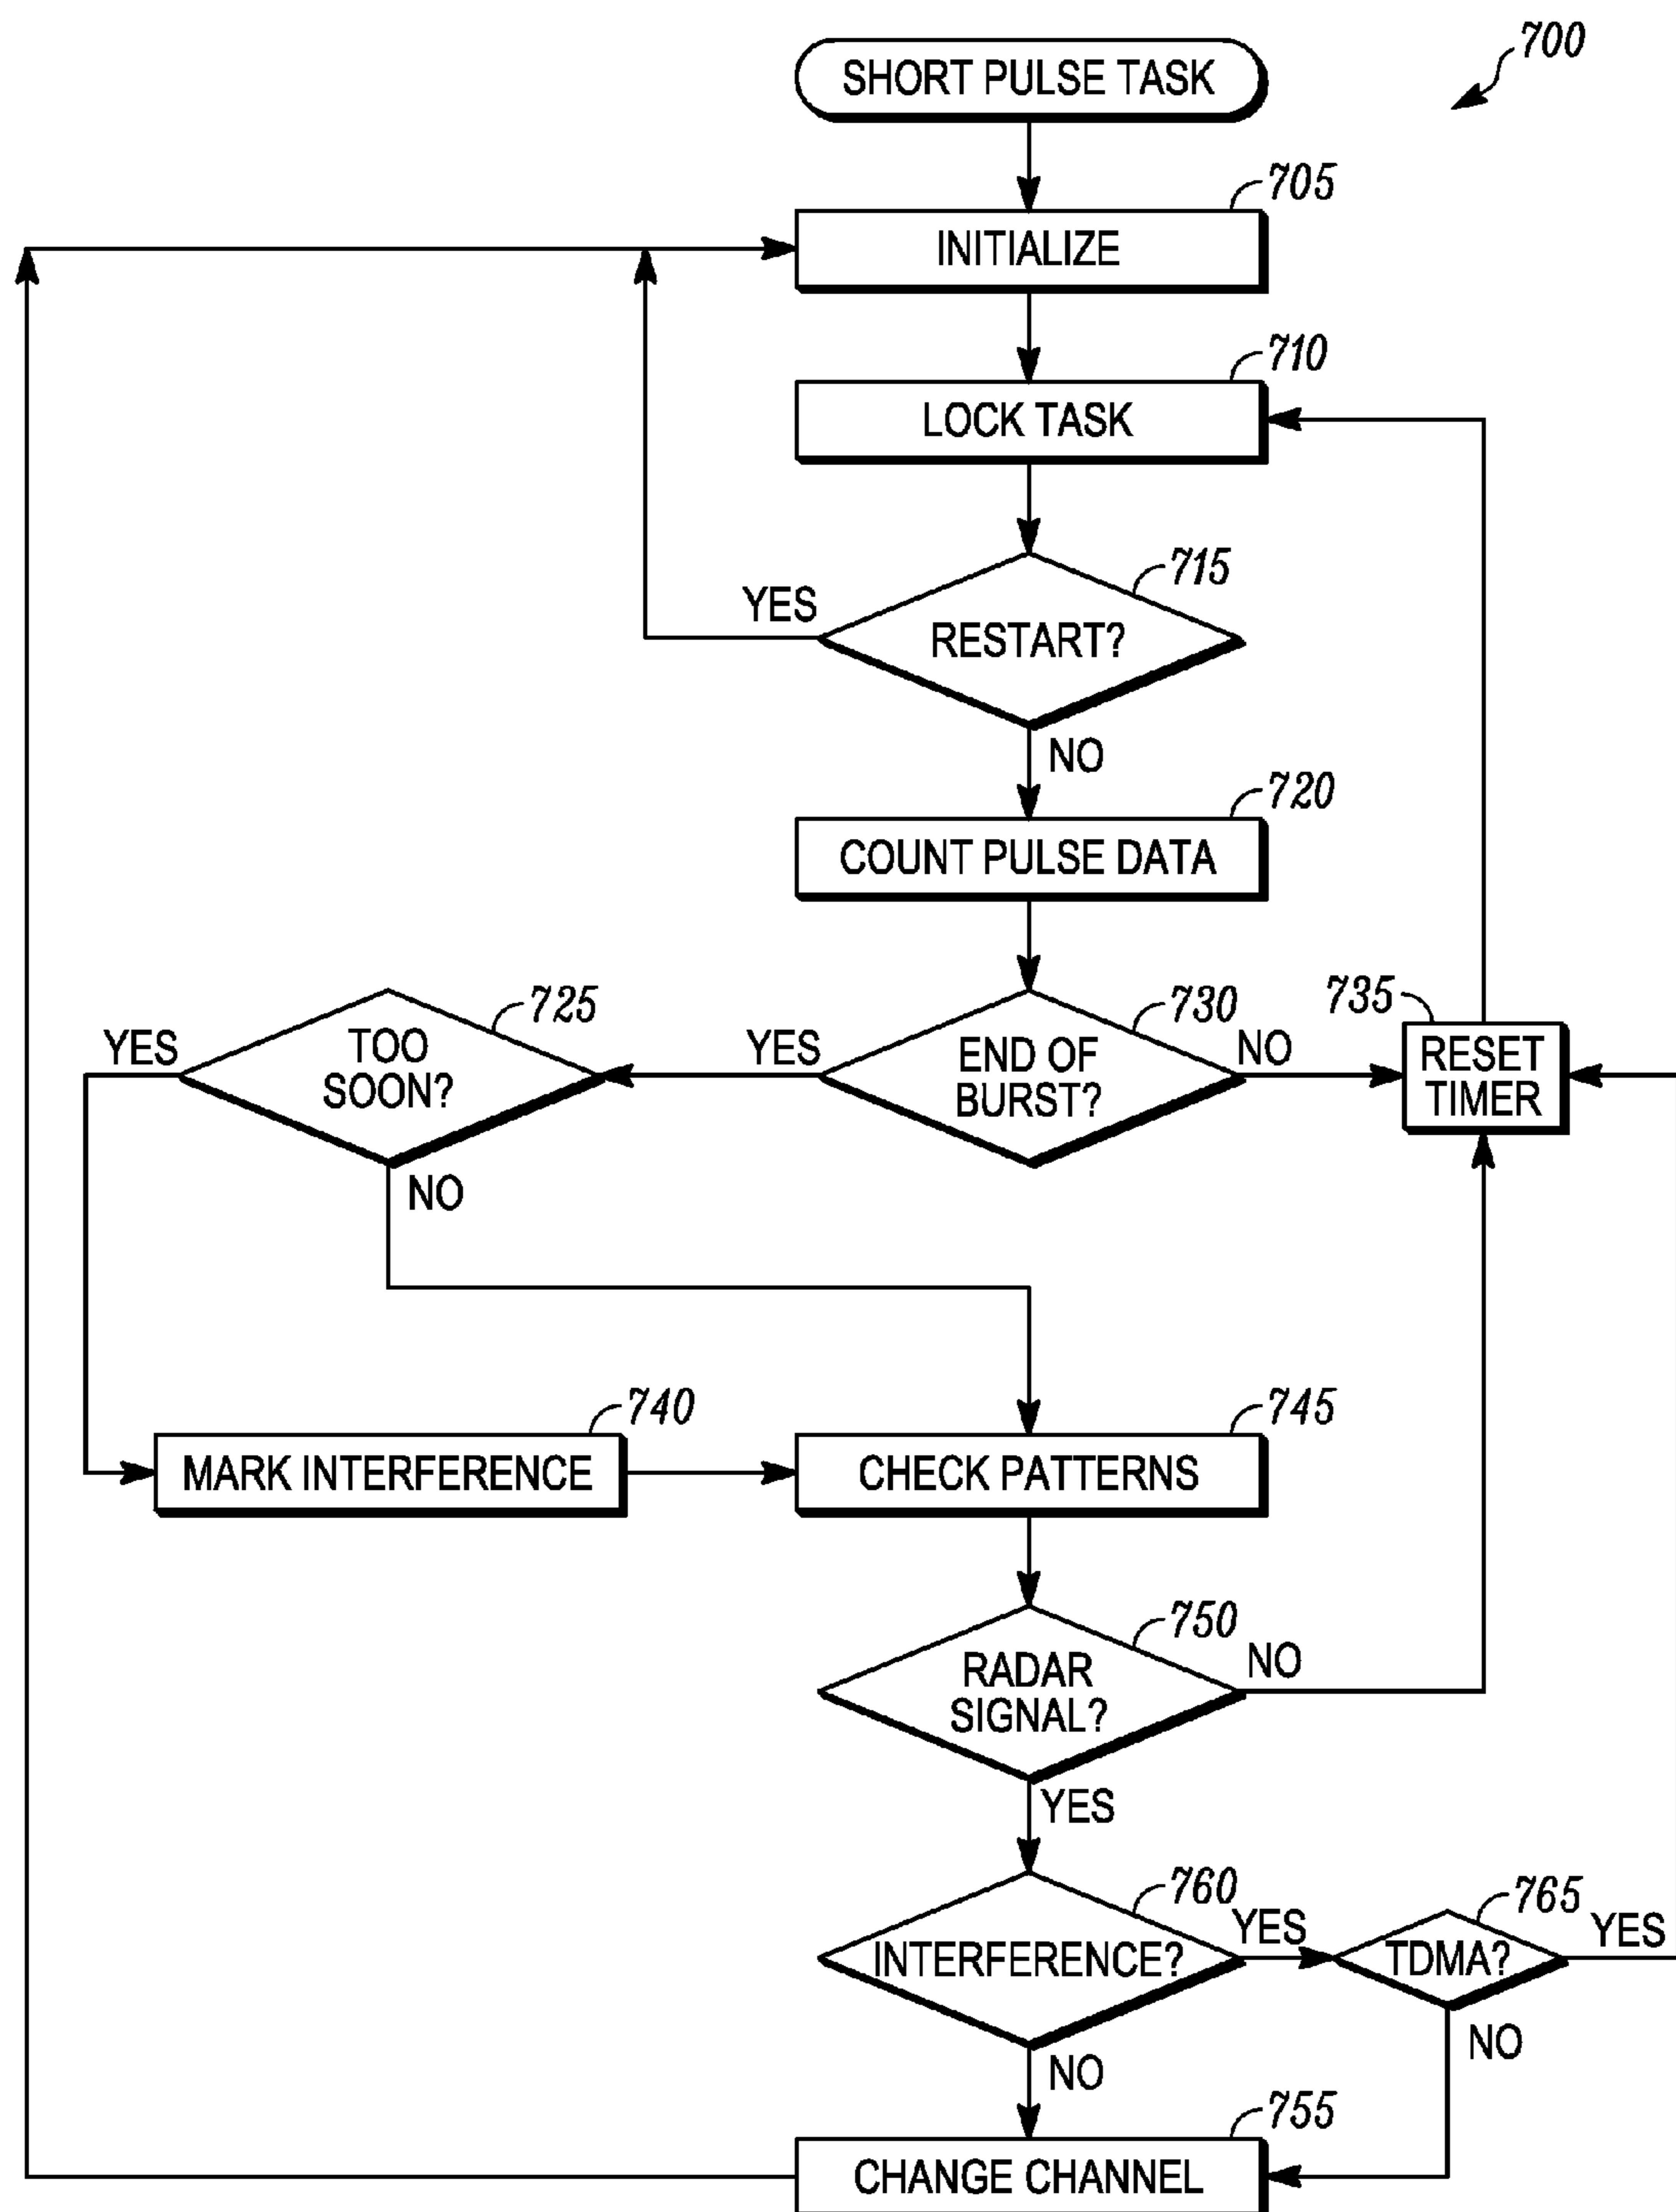 700
SHORT PULSE TASK
705
INITIALIZE
710
LOCK TASK
715
YES
RESTART?
NO
720
COUNT PULSE DATA
725
730
735
YES
TOO
SOON?
YES
END OF
BURST?
NO
RESET
TIMER
NO
740
745
MARK INTERFERENCE
CHECK PATTERNS
750
RADAR
SIGNAL?
NO
YES
760
765
INTERFERENCE?
YES
TDMA?
YES
NO
NO
755
CHANGE CHANNEL